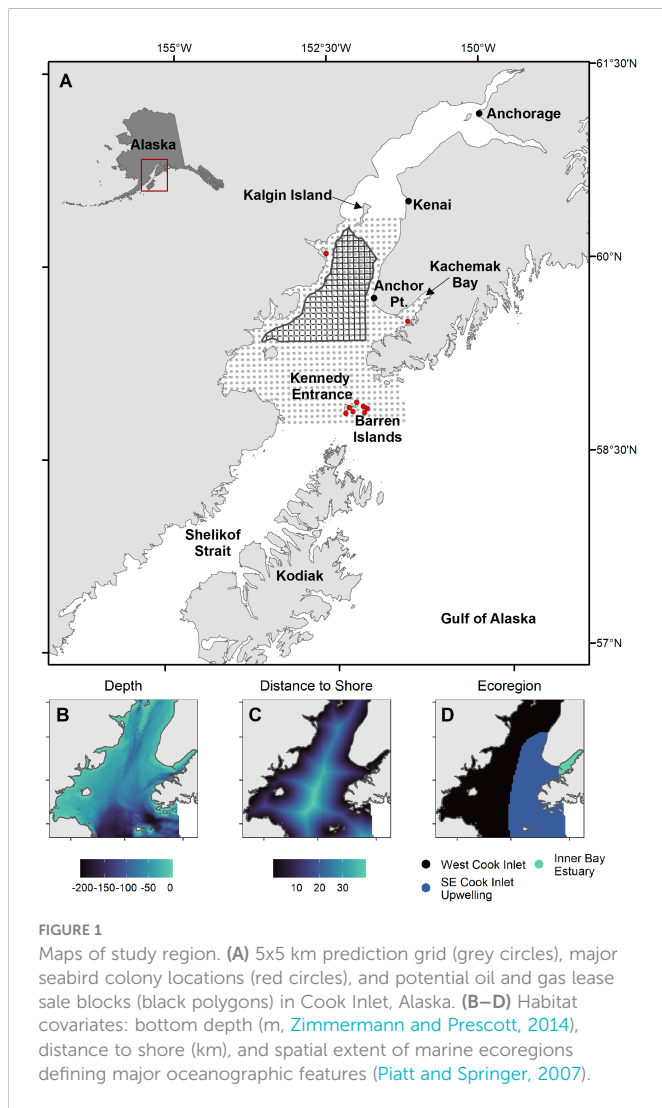 155°W 152°30'W 150°W
61°30'N
A
Anchorage
Alaska
Kalgin Island
Kenai
60°N
Kachemak
Bay
Anchor
Pt.
Kennedy
Entrance
Barren
Islands
58°30'N
Shelikof
Strait
Kodiak
Gulf of Alaska
57°N
Depth Distance to Shore Ecoregion
B C D
-200 -150 -100 -50 0
10 20 30
West Cook Inlet
Inner Bay
Estuary
SE Cook Inlet
Upwelling
FIGURE 1
Maps of study region. (A) 5x5 km prediction grid (grey circles), major
seabird colony locations (red circles), and potential oil and gas lease
sale blocks (black polygons) in Cook Inlet, Alaska. (B–D) Habitat
covariates: bottom depth (m, Zimmermann and Prescott, 2014),
distance to shore (km), and spatial extent of marine ecoregions
defining major oceanographic features (Piatt and Springer, 2007).